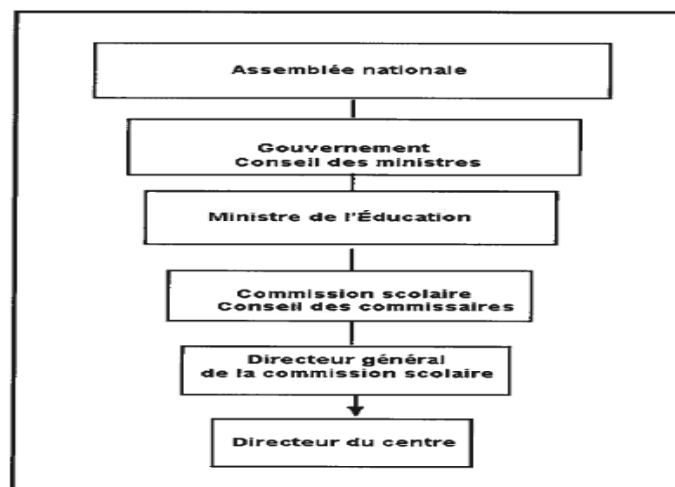 Assemblée nationale
Gouvernement
Conseil des ministres
Ministre de l'Éducation
Commission scolaire
Conseil des commissaires
Directeur général
de la commission scolaire
Directeur du centre